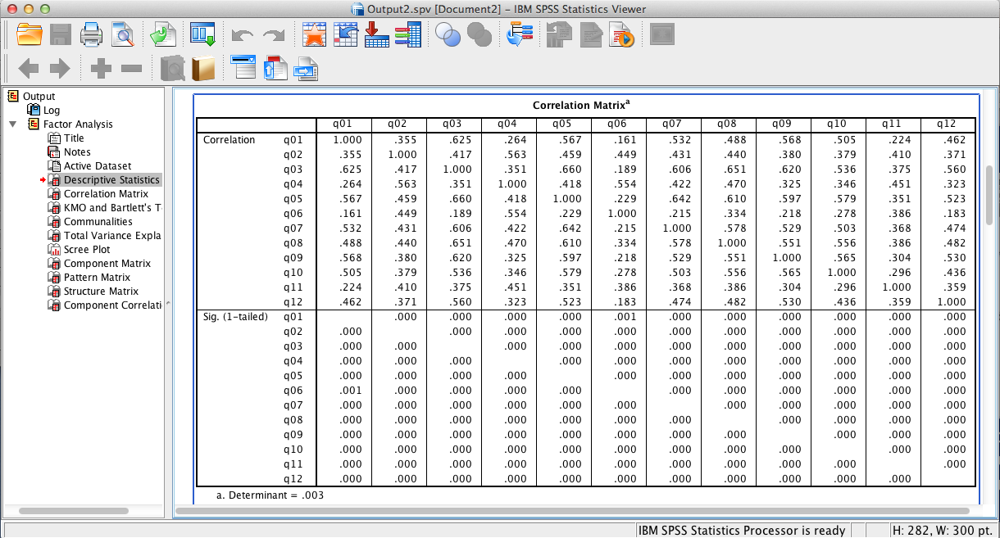 Output2.spv [Document2] – IBM SPSS Statistics Viewer
Output
Log
Factor Analysis
Title
Notes
Active Dataset
Descriptive Statistics
Correlation Matrix
KMO and Bartlett's T
Communalities
Total Variance Expla
Scree Plot
Component Matrix
Pattern Matrix
Structure Matrix
Component Correlati
Correlation Matrixa
q01 q02 q03 q04 q05 q06 q07 q08 q09 q10 q11 q12
Correlation q01 1.000 .355 .625 .264 .567 .161 .532 .488 .568 .505 .224 .462
q02 .355 1.000 .417 .563 .459 .449 .431 .440 .380 .379 .410 .371
q03 .625 .417 1.000 .351 .660 .189 .606 .651 .620 .536 .375 .560
q04 .264 .563 .351 1.000 .418 .554 .422 .470 .325 .346 .451 .323
q05 .567 .459 .660 .418 1.000 .229 .642 .610 .597 .579 .351 .523
q06 .161 .449 .189 .554 .229 1.000 .215 .334 .218 .278 .386 .183
q07 .532 .431 .606 .422 .642 .215 1.000 .578 .529 .503 .368 .474
q08 .488 .440 .651 .470 .610 .334 .578 1.000 .551 .556 .386 .482
q09 .568 .380 .620 .325 .597 .218 .529 .551 1.000 .565 .304 .530
q10 .505 .379 .536 .346 .579 .278 .503 .556 .565 1.000 .296 .436
q11 .224 .410 .375 .451 .351 .386 .368 .386 .304 .296 1.000 .359
q12 .462 .371 .560 .323 .523 .183 .474 .482 .530 .436 .359 1.000
Sig. (1-tailed) q01 .000 .000 .000 .000 .001 .000 .000 .000 .000 .000 .000
q02 .000 .000 .000 .000 .000 .000 .000 .000 .000 .000 .000
q03 .000 .000 .000 .000 .000 .000 .000 .000 .000 .000 .000
q04 .000 .000 .000 .000 .000 .000 .000 .000 .000 .000 .000
q05 .000 .000 .000 .000 .000 .000 .000 .000 .000 .000 .000
q06 .001 .000 .000 .000 .000 .000 .000 .000 .000 .000 .000
q07 .000 .000 .000 .000 .000 .000 .000 .000 .000 .000 .000
q08 .000 .000 .000 .000 .000 .000 .000 .000 .000 .000 .000
q09 .000 .000 .000 .000 .000 .000 .000 .000 .000 .000 .000
q10 .000 .000 .000 .000 .000 .000 .000 .000 .000 .000 .000
q11 .000 .000 .000 .000 .000 .000 .000 .000 .000 .000 .000
q12 .000 .000 .000 .000 .000 .000 .000 .000 .000 .000 .000
a. Determinant = .003
IBM SPSS Statistics Processor is ready
H: 282, W: 300 pt.